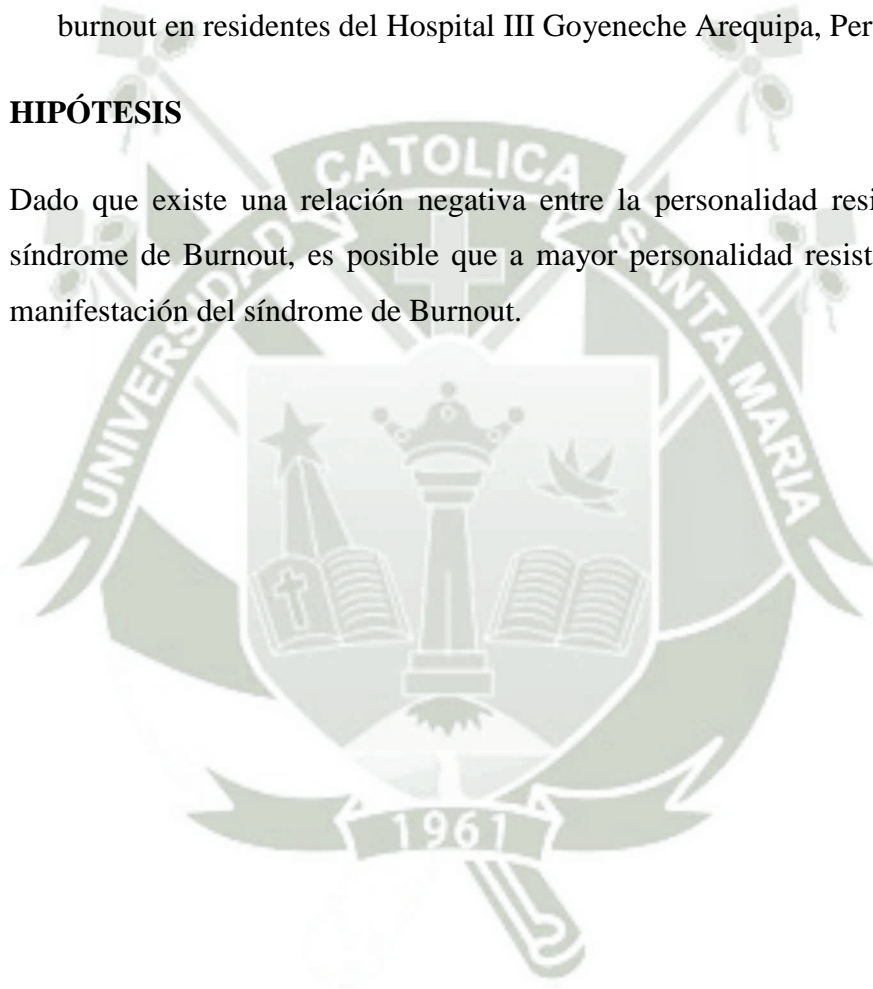 burnout en residentes del Hospital III Goyeneche Arequipa, Per
HIPÓTESIS
Dado que existe una relación negativa entre la personalidad resi
síndrome de Burnout, es posible que a mayor personalidad resist
manifestación del síndrome de Burnout.
UNIVERSIDAD CATOLICA SANTA MARIA
1961